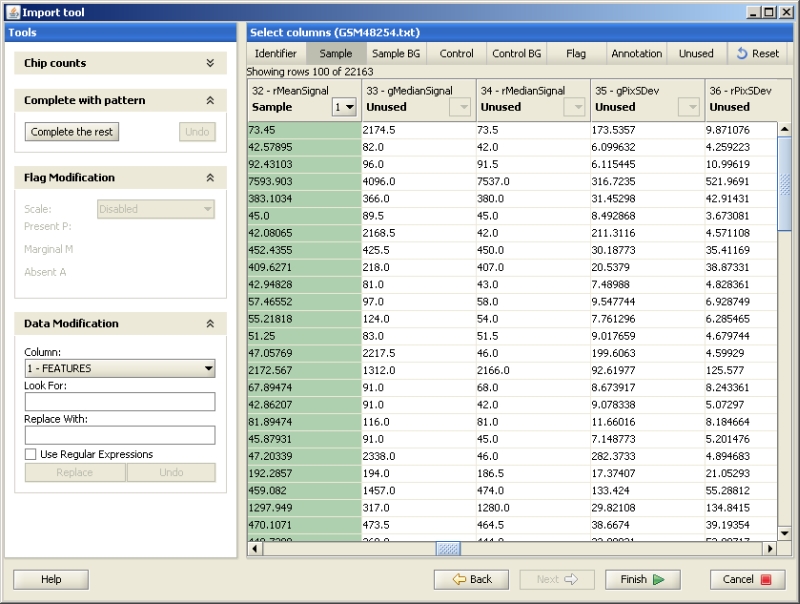 Import tool
Tools
Chip counts
Complete with pattern
Complete the rest Undo
Flag Modification
Scale: Disabled
Present P:
Marginal M
Absent A
Data Modification
Column:
1 - FEATURES
Look For:
Replace With:
Use Regular Expressions
Replace Undo
Select columns (GSM48254.txt)
Identifier Sample Sample BG Control Control BG Flag Annotation Unused Reset
Showing rows 100 of 22163
32 - rMeanSignal 33 - gMedianSignal 34 - rMedianSignal 35 - gPixSDev 36 - rPixSDev
Sample 1 Unused Unused Unused Unused
73.45 2174.5 73.5 173.5357 9.871076
42.57895 82.0 42.0 6.099632 4.259223
92.43103 96.0 91.5 6.115445 10.99619
7593.903 4096.0 7537.0 316.7235 521.9691
383.1034 366.0 380.0 31.45298 42.91431
45.0 89.5 45.0 8.492868 3.673081
42.08065 2168.5 42.0 211.3116 4.571108
452.4355 425.5 450.0 30.18773 35.41169
409.6271 218.0 407.0 20.5379 38.87331
42.94828 81.0 43.0 7.48988 4.828361
57.46552 97.0 58.0 9.547744 6.928749
55.21818 124.0 54.0 7.761296 6.285465
51.25 83.0 51.5 9.017659 4.679744
47.05769 2217.5 46.0 199.6063 4.59929
2172.567 1312.0 2166.0 92.61977 125.577
67.89474 91.0 68.0 8.673917 8.243361
42.86207 91.0 42.0 9.078338 5.07297
81.89474 116.0 81.0 11.66016 8.184664
45.87931 91.0 45.0 7.148773 5.201476
47.20339 2338.0 46.0 282.3733 4.894683
192.2857 194.0 186.5 17.37407 21.05293
459.082 1457.0 474.0 133.424 55.28812
1297.949 317.0 1280.0 29.82108 134.8415
470.1071 473.5 464.5 38.6674 39.19354
Help Back Next Finish Cancel